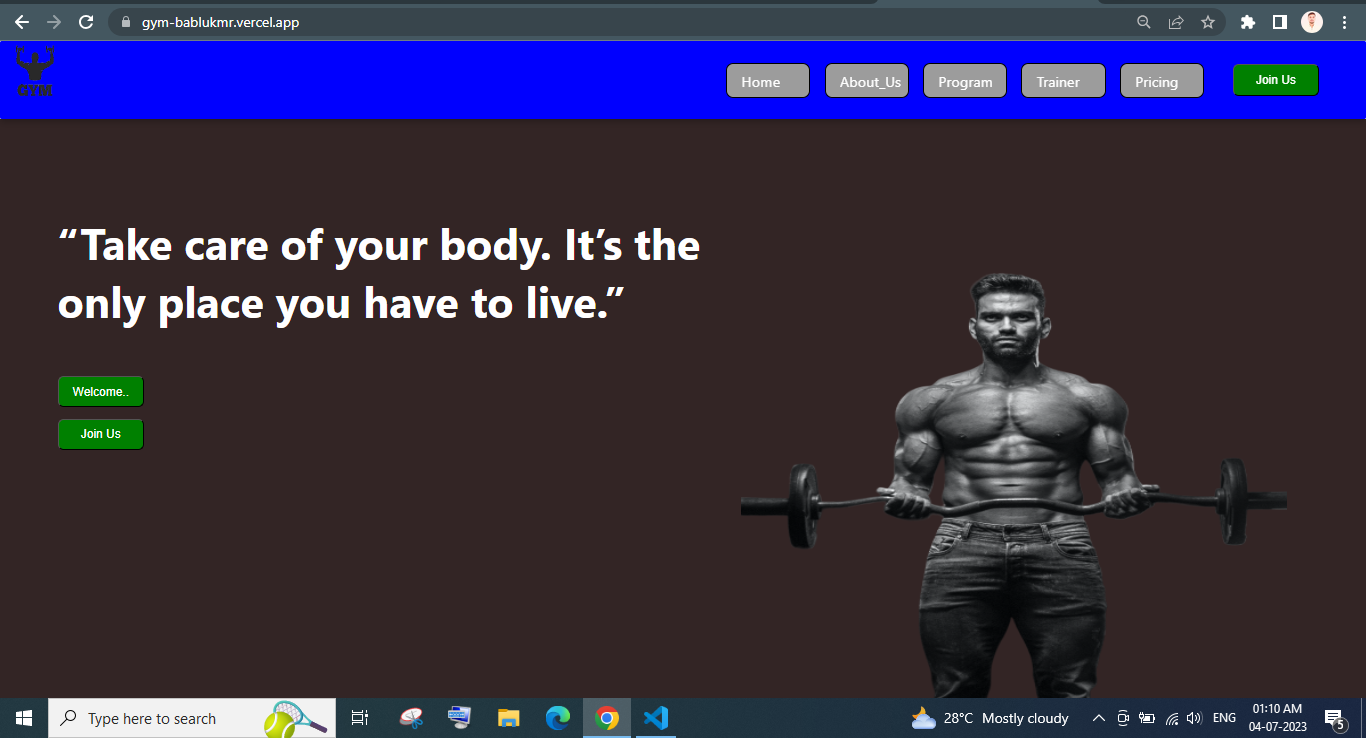 gym-bablukmr.vercel.app
GYM
Home
About_Us
Program
Trainer
Pricing
Join Us
“Take care of your body. It’s the
only place you have to live.”
Welcome..
Join Us
Type here to search
28°C Mostly cloudy
ENG
01:10 AM
04-07-2023
5